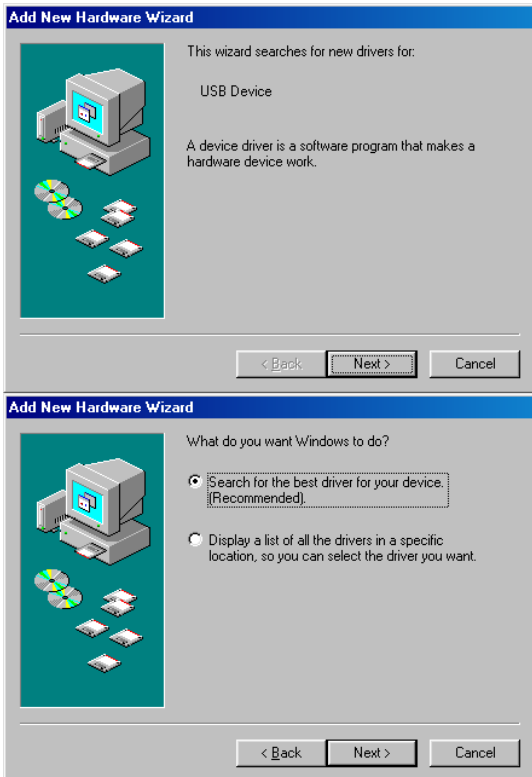 Add New Hardware Wizard
This wizard searches for new drivers for:
USB Device
A device driver is a software program that makes a
hardware device work.
< Back
Next >
Cancel
Add New Hardware Wizard
What do you want Windows to do?
Search for the best driver for your device.
(Recommended).
Display a list of all the drivers in a specific
location, so you can select the driver you want.
< Back
Next >
Cancel